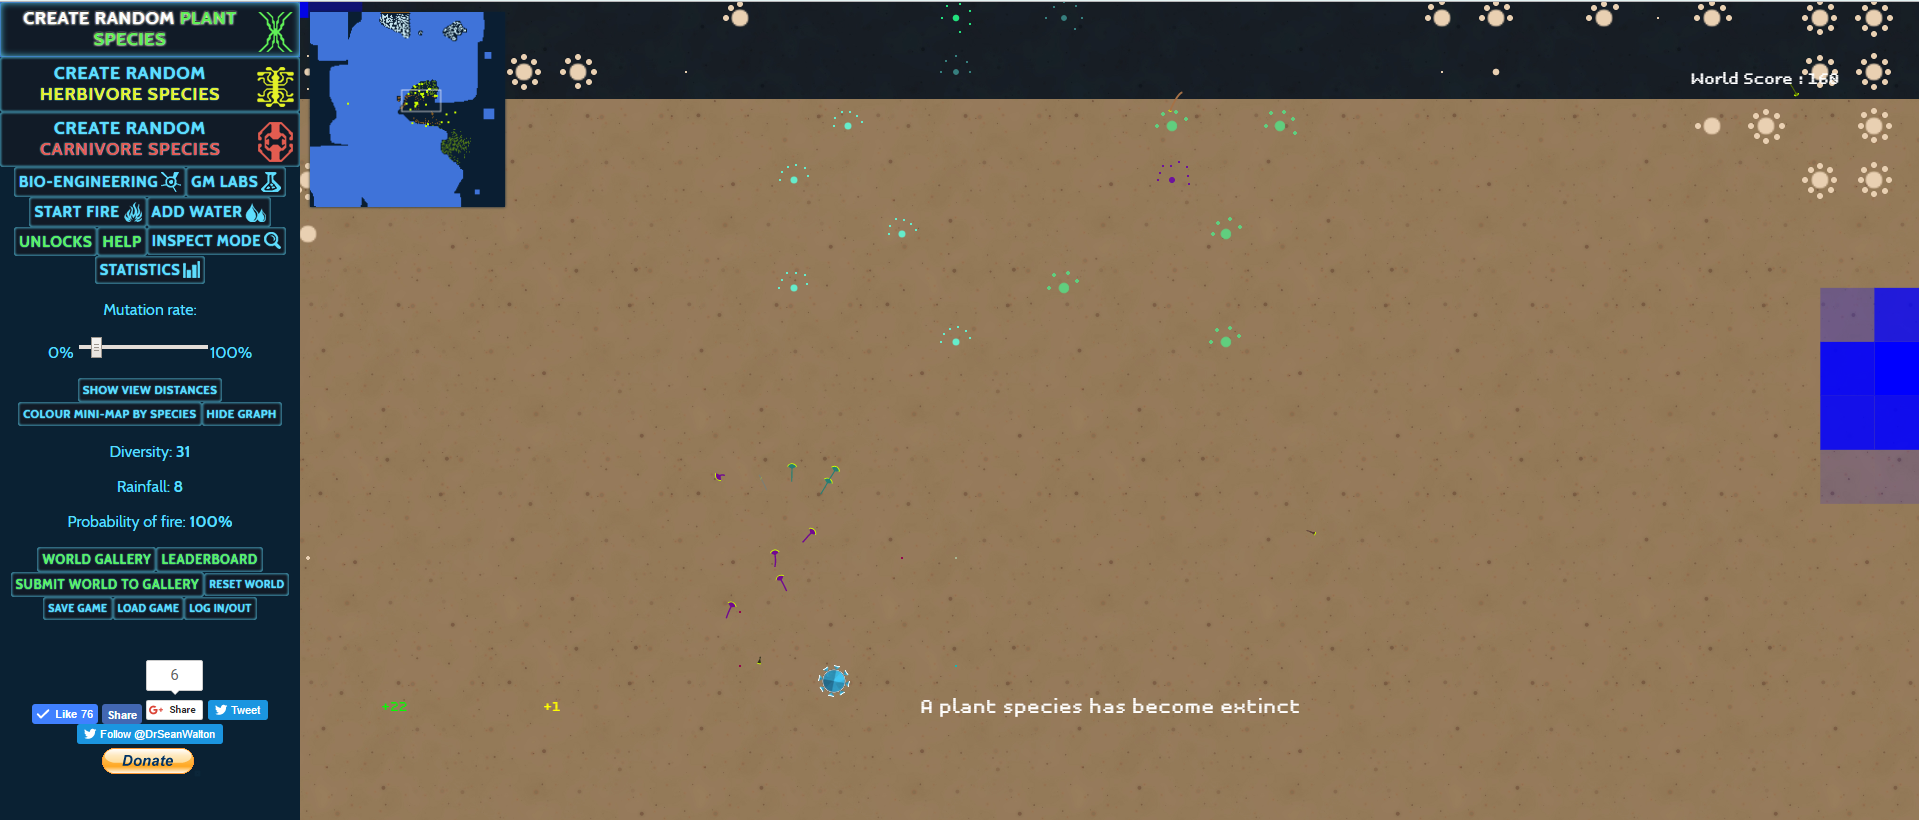 CREATE RANDOM PLANT
SPECIES
CREATE RANDOM
HERBIVORE SPECIES
CREATE RANDOM
CARNIVORE SPECIES
BIO-ENGINEERING
GM LABS
START FIRE
ADD WATER
UNLOCKS
HELP
INSPECT MODE
STATISTICS
Mutation rate:
0%
100%
SHOW VIEW DISTANCES
COLOUR MINI-MAP BY SPECIES
HIDE GRAPH
Diversity: 31
Rainfall: 8
Probability of fire: 100%
WORLD GALLERY
LEADERBOARD
SUBMIT WORLD TO GALLERY
RESET WORLD
SAVE GAME
LOAD GAME
LOG IN/OUT
6
Like 76
Share
G+ Share
Tweet
Follow @DrSeanWalton
Donate
World Score :
+22
+1
A plant species has become extinct